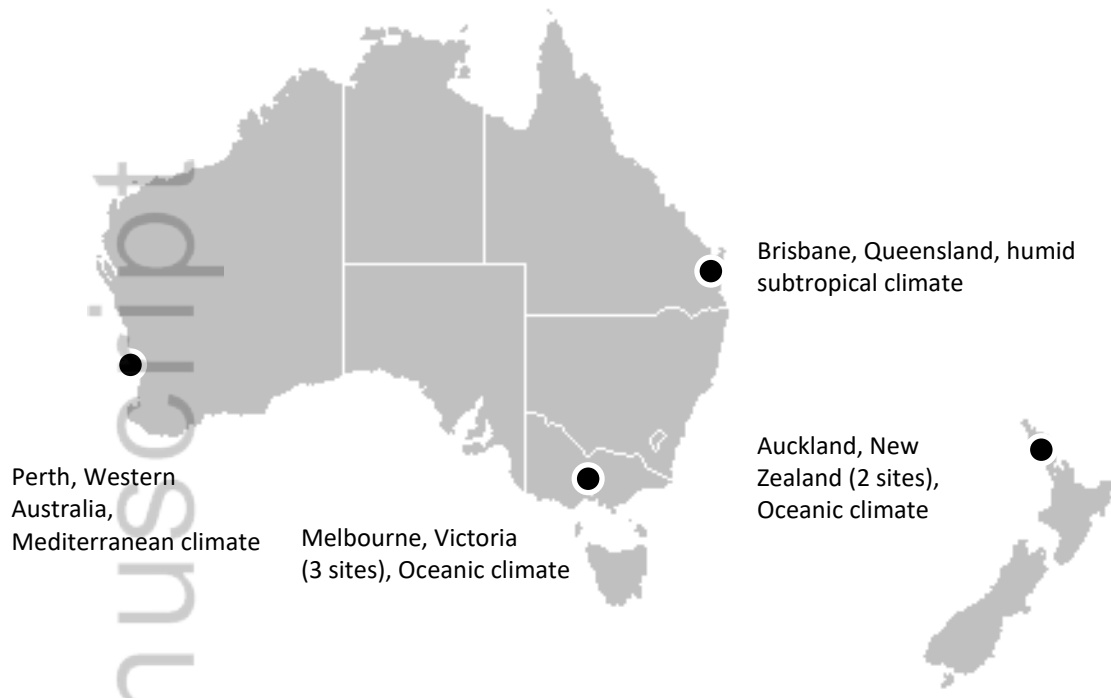 Brisbane, Queensland, humid
subtropical climate
Auckland, New
Zealand (2 sites),
Oceanic climate
Perth, Western
Australia,
Mediterranean climate
Melbourne, Victoria
(3 sites), Oceanic climate
nuscript